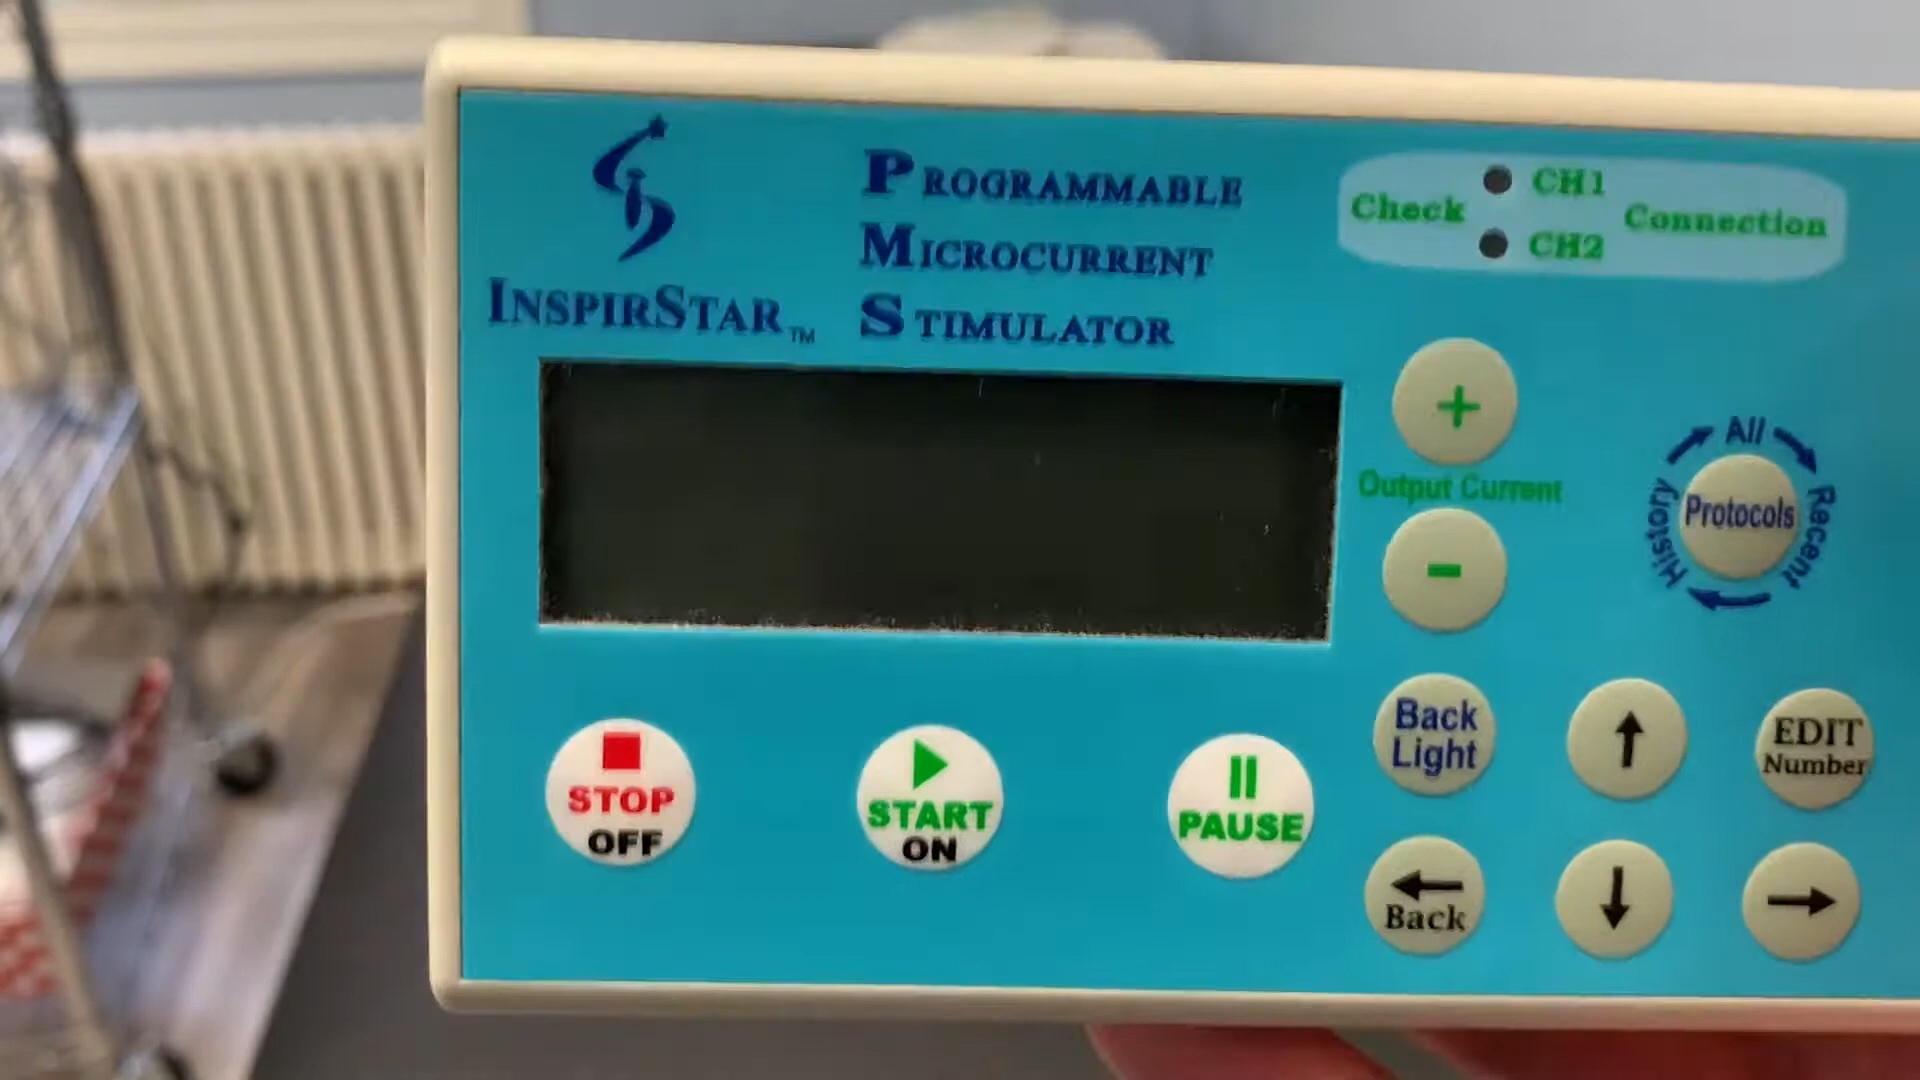 INSPIRSTAR™
PROGRAMMABLE
MICROCURRENT
STIMULATOR
Check
CH1
CH2
Connection
+
Output Current
-
All
Recent
History
Protocols
STOP
OFF
START
ON
PAUSE
Back
Light
EDIT
Number
Back